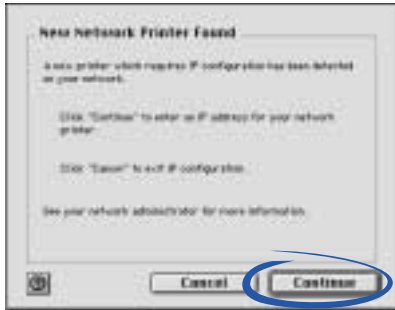 New Network Printer Found
A new printer which requires IP configuration has been detected
on your network.
Click "Continue" to enter an IP address for your network
printer.
Click "Cancel" to exit IP configuration.
See your network administrator for more information.
Cancel Continue